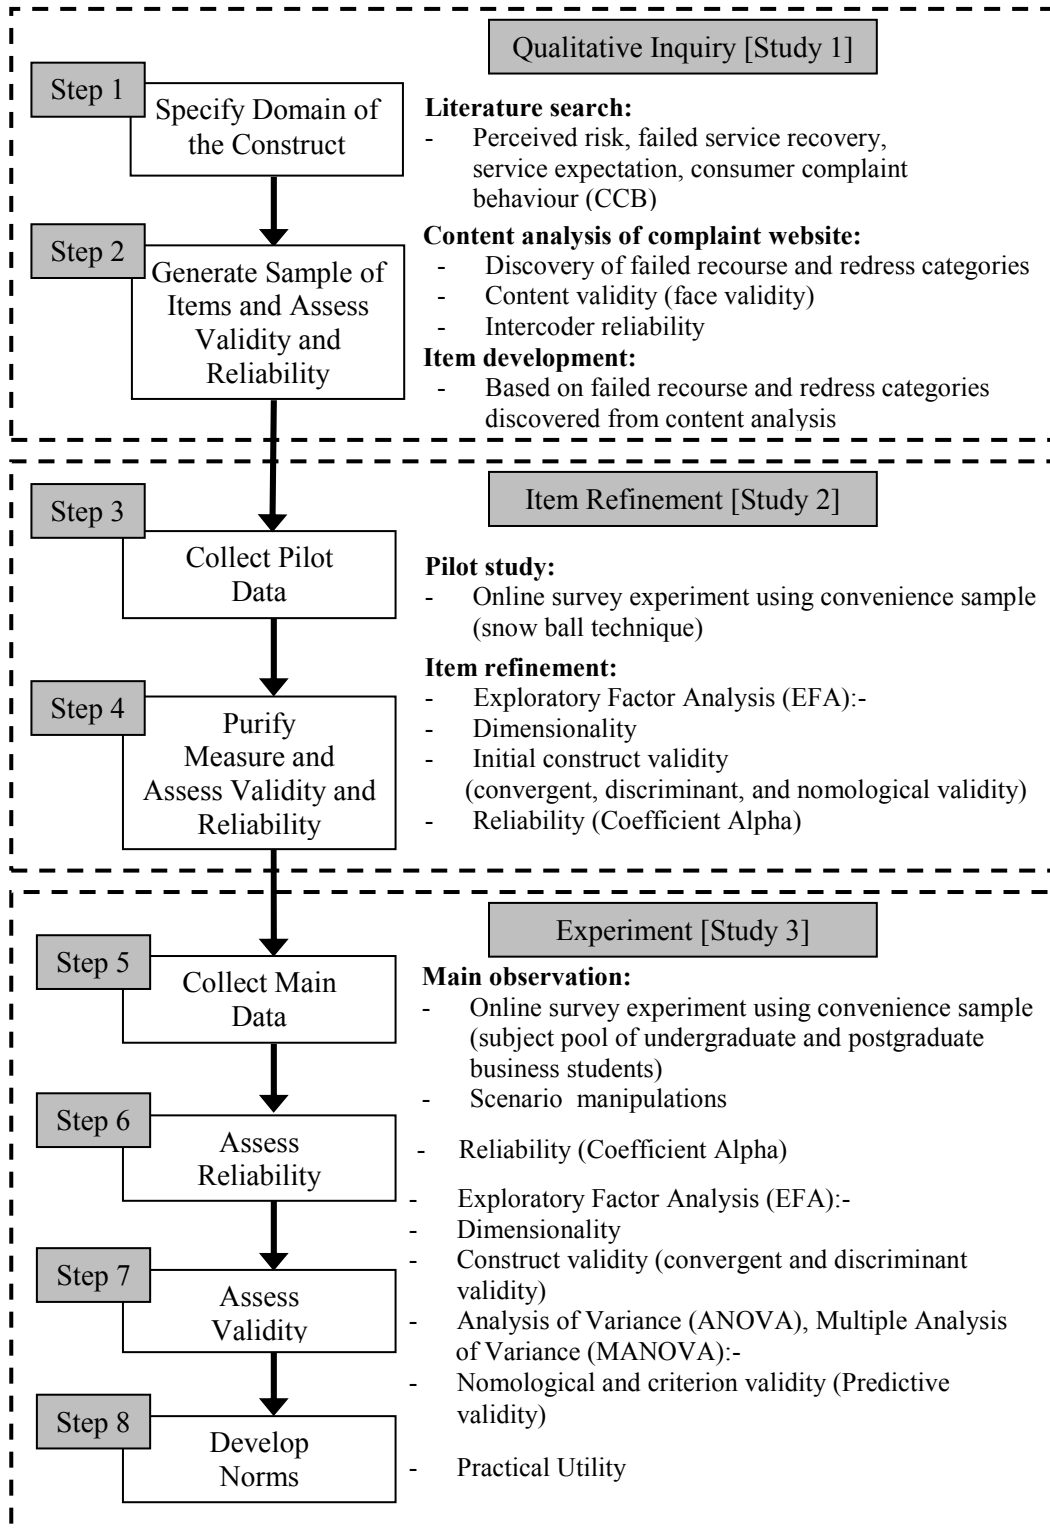 Qualitative Inquiry [Study 1]
Step 1
Specify Domain of
the Construct
Literature search:
- Perceived risk, failed service recovery,
service expectation, consumer complaint
behaviour (CCB)
Step 2
Generate Sample of
Items and Assess
Validity and
Reliability
Content analysis of complaint website:
- Discovery of failed recourse and redress categories
- Content validity (face validity)
- Intercoder reliability
Item development:
- Based on failed recourse and redress categories
discovered from content analysis
Item Refinement [Study 2]
Step 3
Collect Pilot
Data
Pilot study:
- Online survey experiment using convenience sample
(snow ball technique)
Step 4
Purify
Measure and
Assess Validity and
Reliability
Item refinement:
- Exploratory Factor Analysis (EFA):-
- Dimensionality
- Initial construct validity
(convergent, discriminant, and nomological validity)
- Reliability (Coefficient Alpha)
Experiment [Study 3]
Step 5
Collect Main
Data
Main observation:
- Online survey experiment using convenience sample
(subject pool of undergraduate and postgraduate
business students)
- Scenario manipulations
Step 6
Assess
Reliability
- Reliability (Coefficient Alpha)
Step 7
Assess
Validity
- Exploratory Factor Analysis (EFA):-
- Dimensionality
- Construct validity (convergent and discriminant
validity)
- Analysis of Variance (ANOVA), Multiple Analysis
of Variance (MANOVA):-
- Nomological and criterion validity (Predictive
validity)
Step 8
Develop
Norms
- Practical Utility